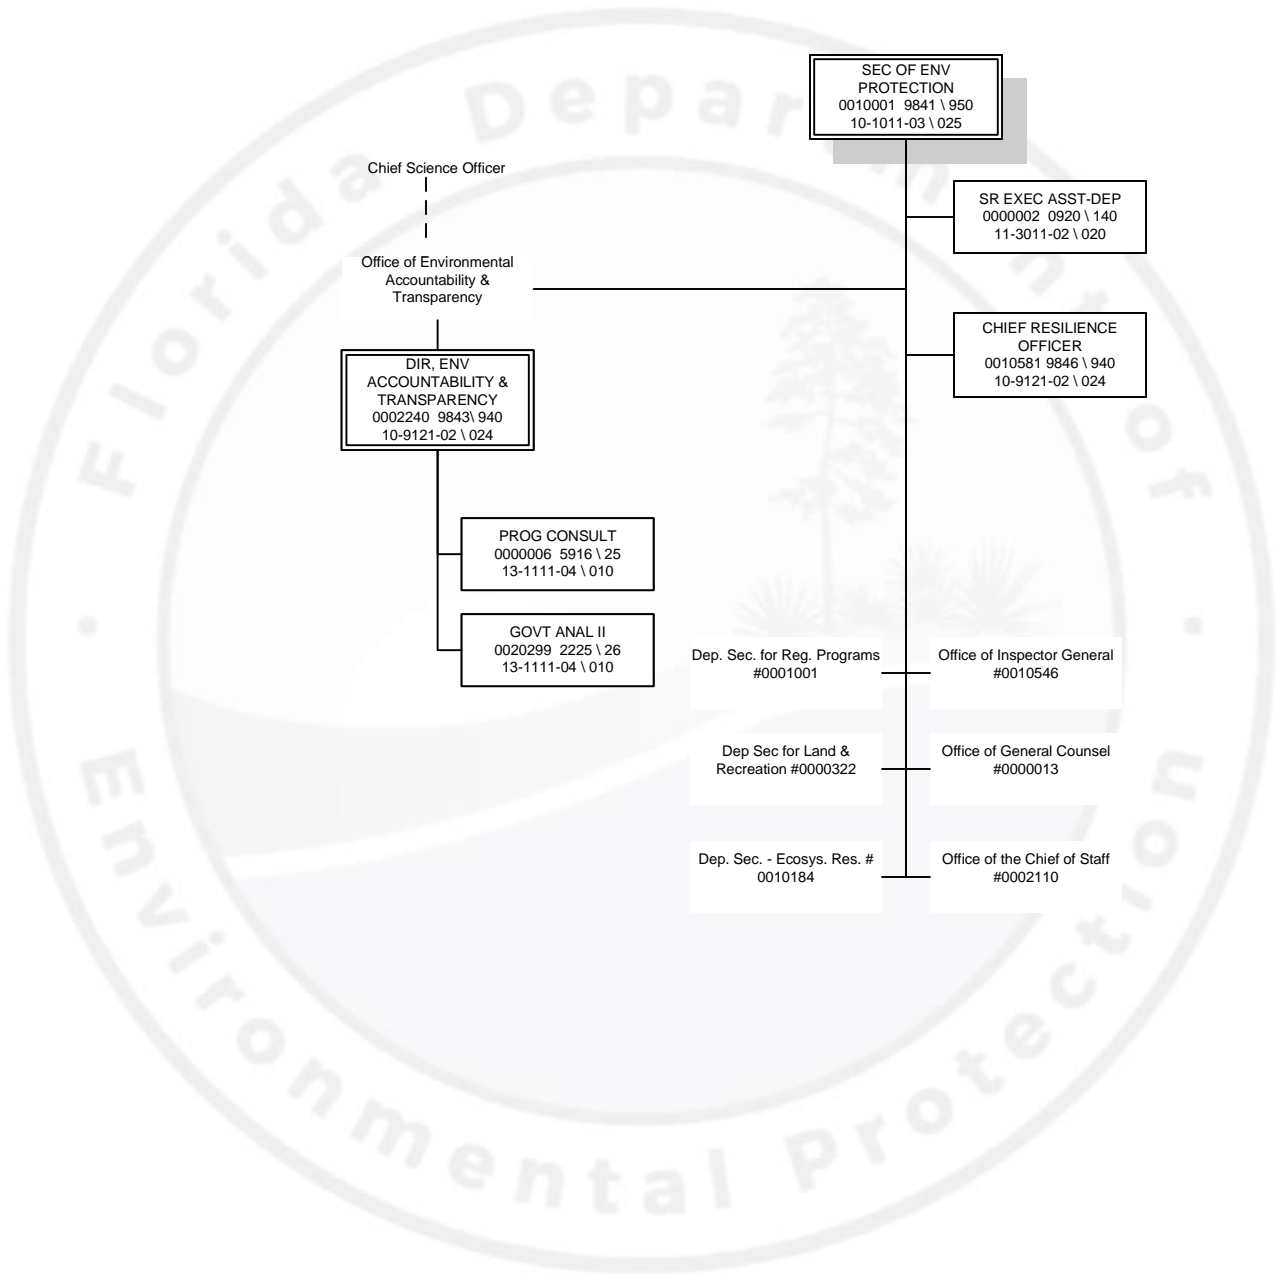 Florida Department of
Environmental Protection
SEC OF ENV
PROTECTION
0010001  9841 \ 950
10-1011-03 \ 025
Chief Science Officer
SR EXEC ASST-DEP
0000002  0920 \ 140
11-3011-02 \ 020
Office of Environmental
Accountability &
Transparency
CHIEF RESILIENCE
OFFICER
0010581 9846 \ 940
10-9121-02 \ 024
DIR, ENV
ACCOUNTABILITY &
TRANSPARENCY
0002240  9843\ 940
10-9121-02 \ 024
PROG CONSULT
0000006  5916 \ 25
13-1111-04 \ 010
GOVT ANAL II
0020299  2225 \ 26
13-1111-04 \ 010
Dep. Sec. for Reg. Programs
#0001001
Office of Inspector General
#0010546
Dep Sec for Land &
Recreation #0000322
Office of General Counsel
#0000013
Dep. Sec. - Ecosys. Res. #
0010184
Office of the Chief of Staff
#0002110